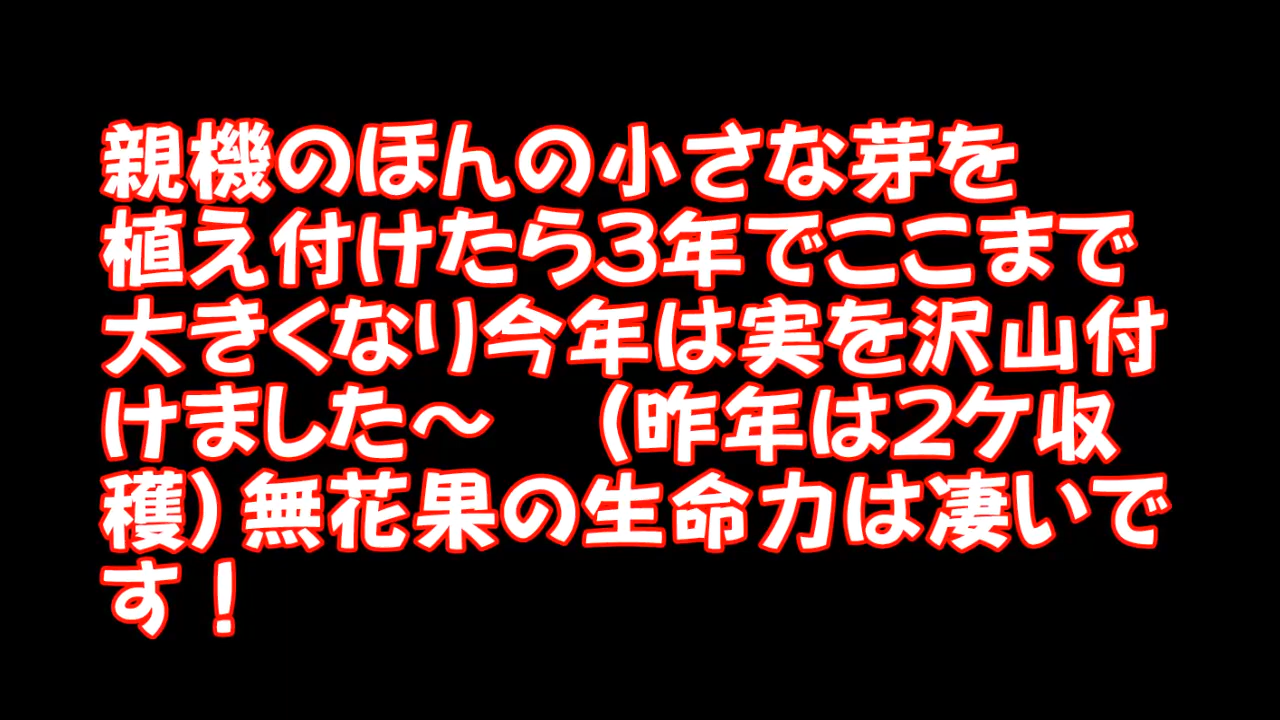 親機のほんの小さな芽を
植え付けたら３年でここまで
大きくなり今年は実を沢山付
けました～　（昨年は２ケ収
穫）無花果の生命力は凄いで
す！